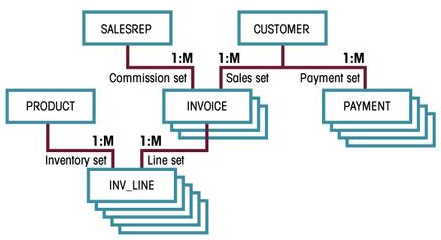 SALESREP
CUSTOMER
1:M
1:M
1:M
Commission set
Sales set
Payment set
PRODUCT
INVOICE
PAYMENT
1:M
1:M
Inventory set
Line set
INV_LINE